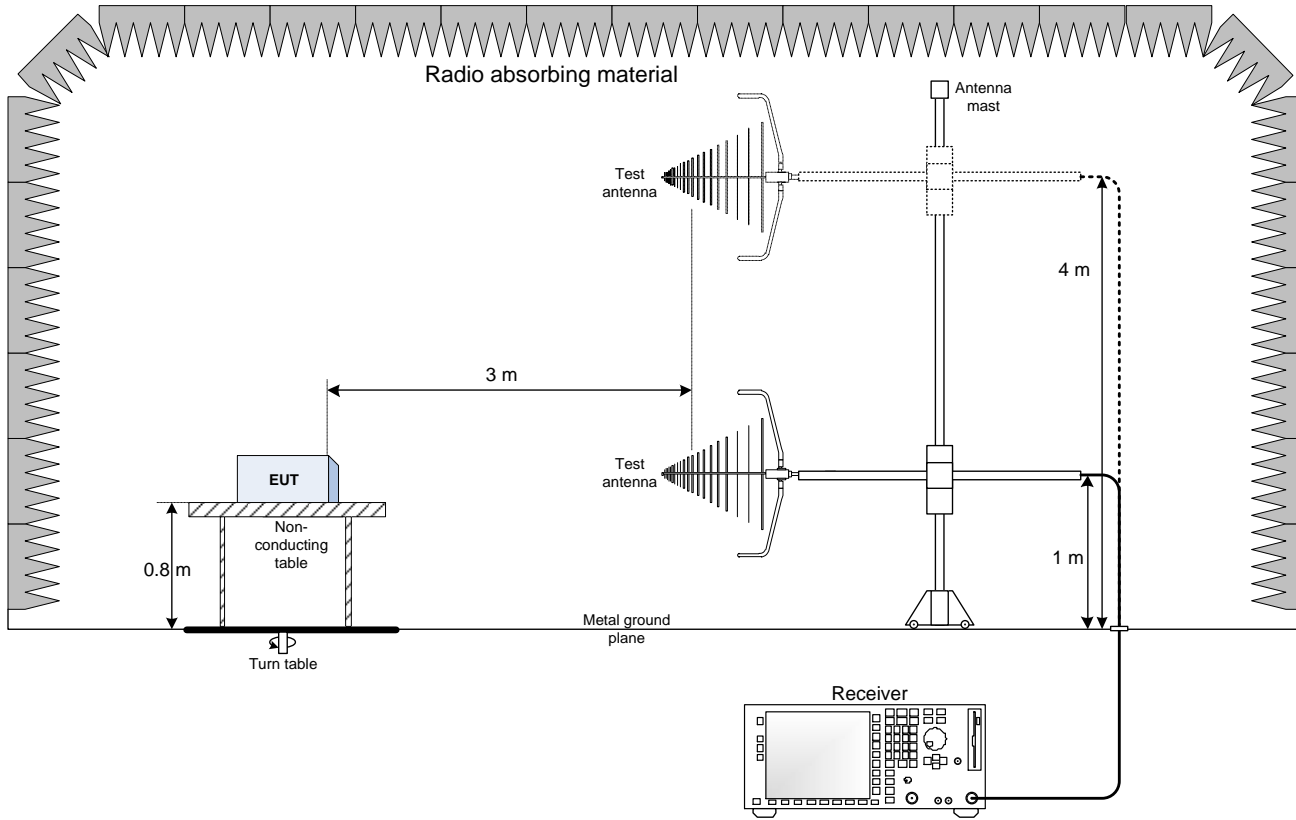 Radio absorbing material
Antenna
mast
Test
antenna
4 m
3 m
Test
antenna
EUT
Non-
conducting
table
0.8 m
1 m
Metal ground
plane
Turn table
Receiver